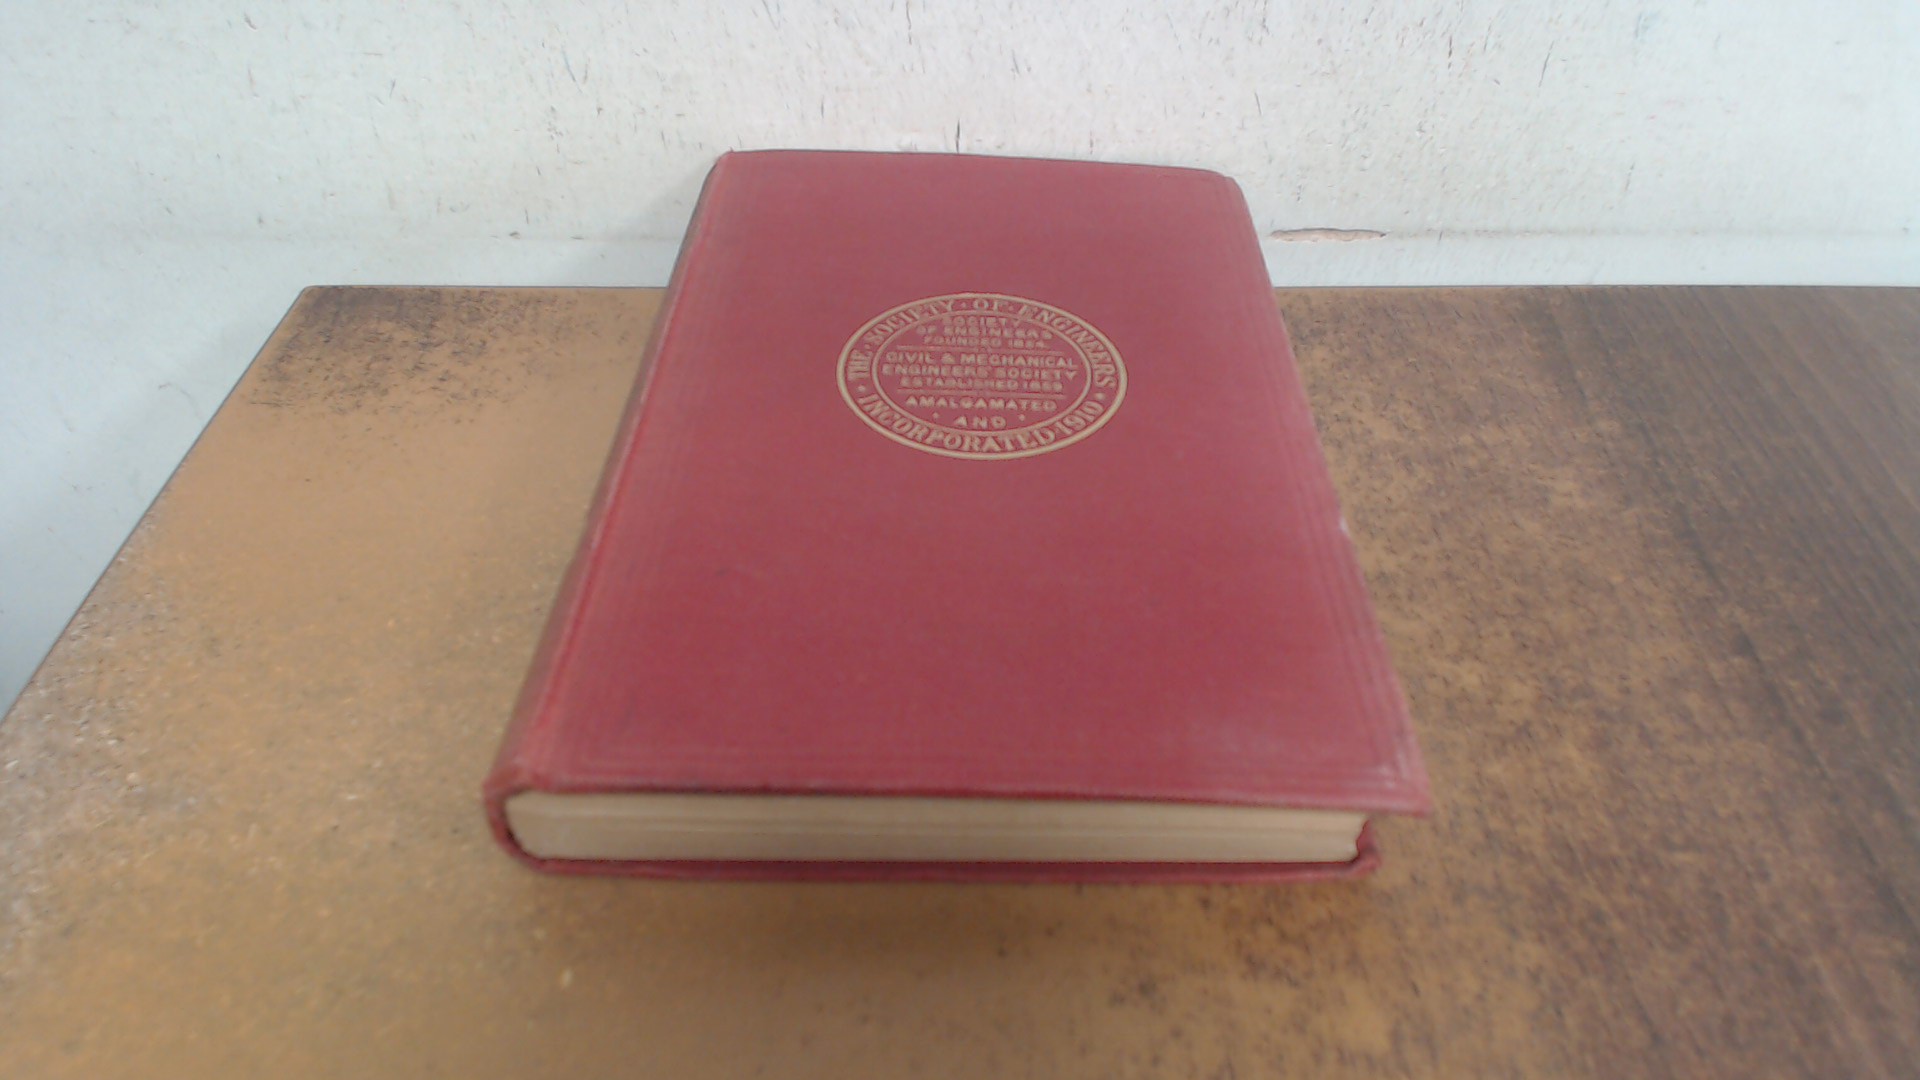 THE · SOCIETY · OF · ENGINEERS ·
INCORPORATED · 1910
SOCIETY
OF ENGINEERS
FOUNDED 1854
CIVIL & MECHANICAL
ENGINEERS' SOCIETY
ESTABLISHED 1859
AMALGAMATED
· AND ·